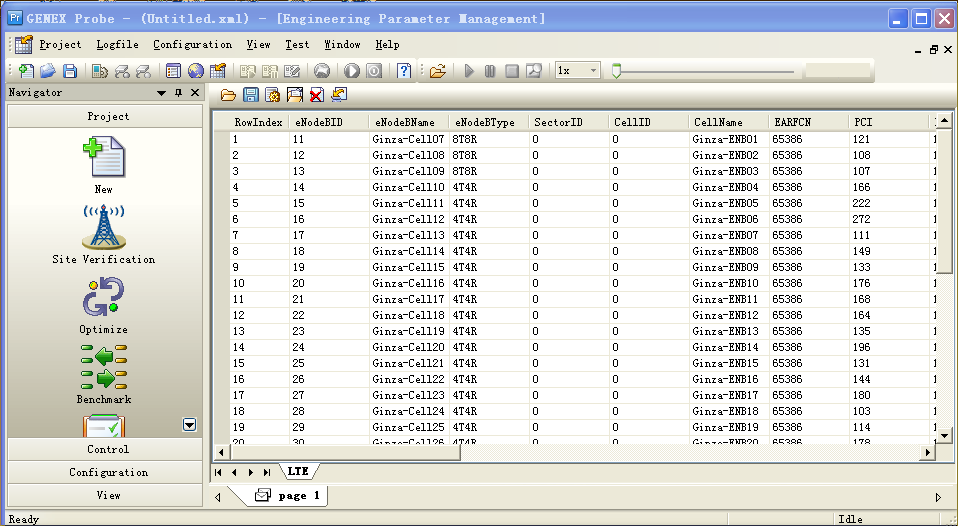 GENEX Probe - (Untitled.xml) - [Engineering Parameter Management]
Project Logfile Configuration View Test Window Help
1x
Navigator
Project
New
Site Verification
Optimize
Benchmark
Control
Configuration
View
RowIndex eNodeBID eNodeBName eNodeBType SectorID CellID CellName EARFCN PCI
1 11 Ginza-Cell07 8T8R 0 0 Ginza-ENB01 65386 121
2 12 Ginza-Cell08 8T8R 0 0 Ginza-ENB02 65386 108
3 13 Ginza-Cell09 8T8R 0 0 Ginza-ENB03 65386 107
4 14 Ginza-Cell10 4T4R 0 0 Ginza-ENB04 65386 166
5 15 Ginza-Cell11 4T4R 0 0 Ginza-ENB05 65386 222
6 16 Ginza-Cell12 4T4R 0 0 Ginza-ENB06 65386 272
7 17 Ginza-Cell13 4T4R 0 0 Ginza-ENB07 65386 111
8 18 Ginza-Cell14 4T4R 0 0 Ginza-ENB08 65386 149
9 19 Ginza-Cell15 4T4R 0 0 Ginza-ENB09 65386 133
10 20 Ginza-Cell16 4T4R 0 0 Ginza-ENB10 65386 176
11 21 Ginza-Cell17 4T4R 0 0 Ginza-ENB11 65386 168
12 22 Ginza-Cell18 4T4R 0 0 Ginza-ENB12 65386 164
13 23 Ginza-Cell19 4T4R 0 0 Ginza-ENB13 65386 135
14 24 Ginza-Cell20 4T4R 0 0 Ginza-ENB14 65386 196
15 25 Ginza-Cell21 4T4R 0 0 Ginza-ENB15 65386 131
16 26 Ginza-Cell22 4T4R 0 0 Ginza-ENB16 65386 144
17 27 Ginza-Cell23 4T4R 0 0 Ginza-ENB17 65386 180
18 28 Ginza-Cell24 4T4R 0 0 Ginza-ENB18 65386 103
19 29 Ginza-Cell25 4T4R 0 0 Ginza-ENB19 65386 114
20 30 Ginza-Cell26 4T4R 0 0 Ginza-ENB20 65386 178
LTE
page 1
Ready Idle